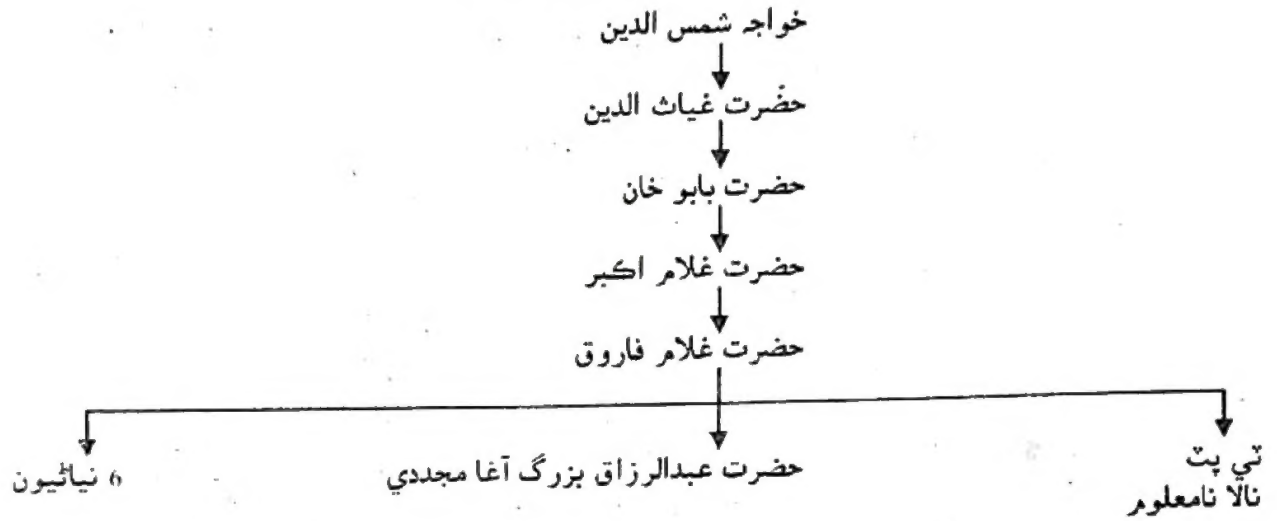 خواجه شمس الدين
حضرت غياث الدين
حضرت بابو خان
حضرت غلام اڪبر
حضرت غلام فاروق
ٽي پٽ
نالا نامعلوم
حضرت عبدالرزاق بزرگ آغا مجددي
6 نياڻيون